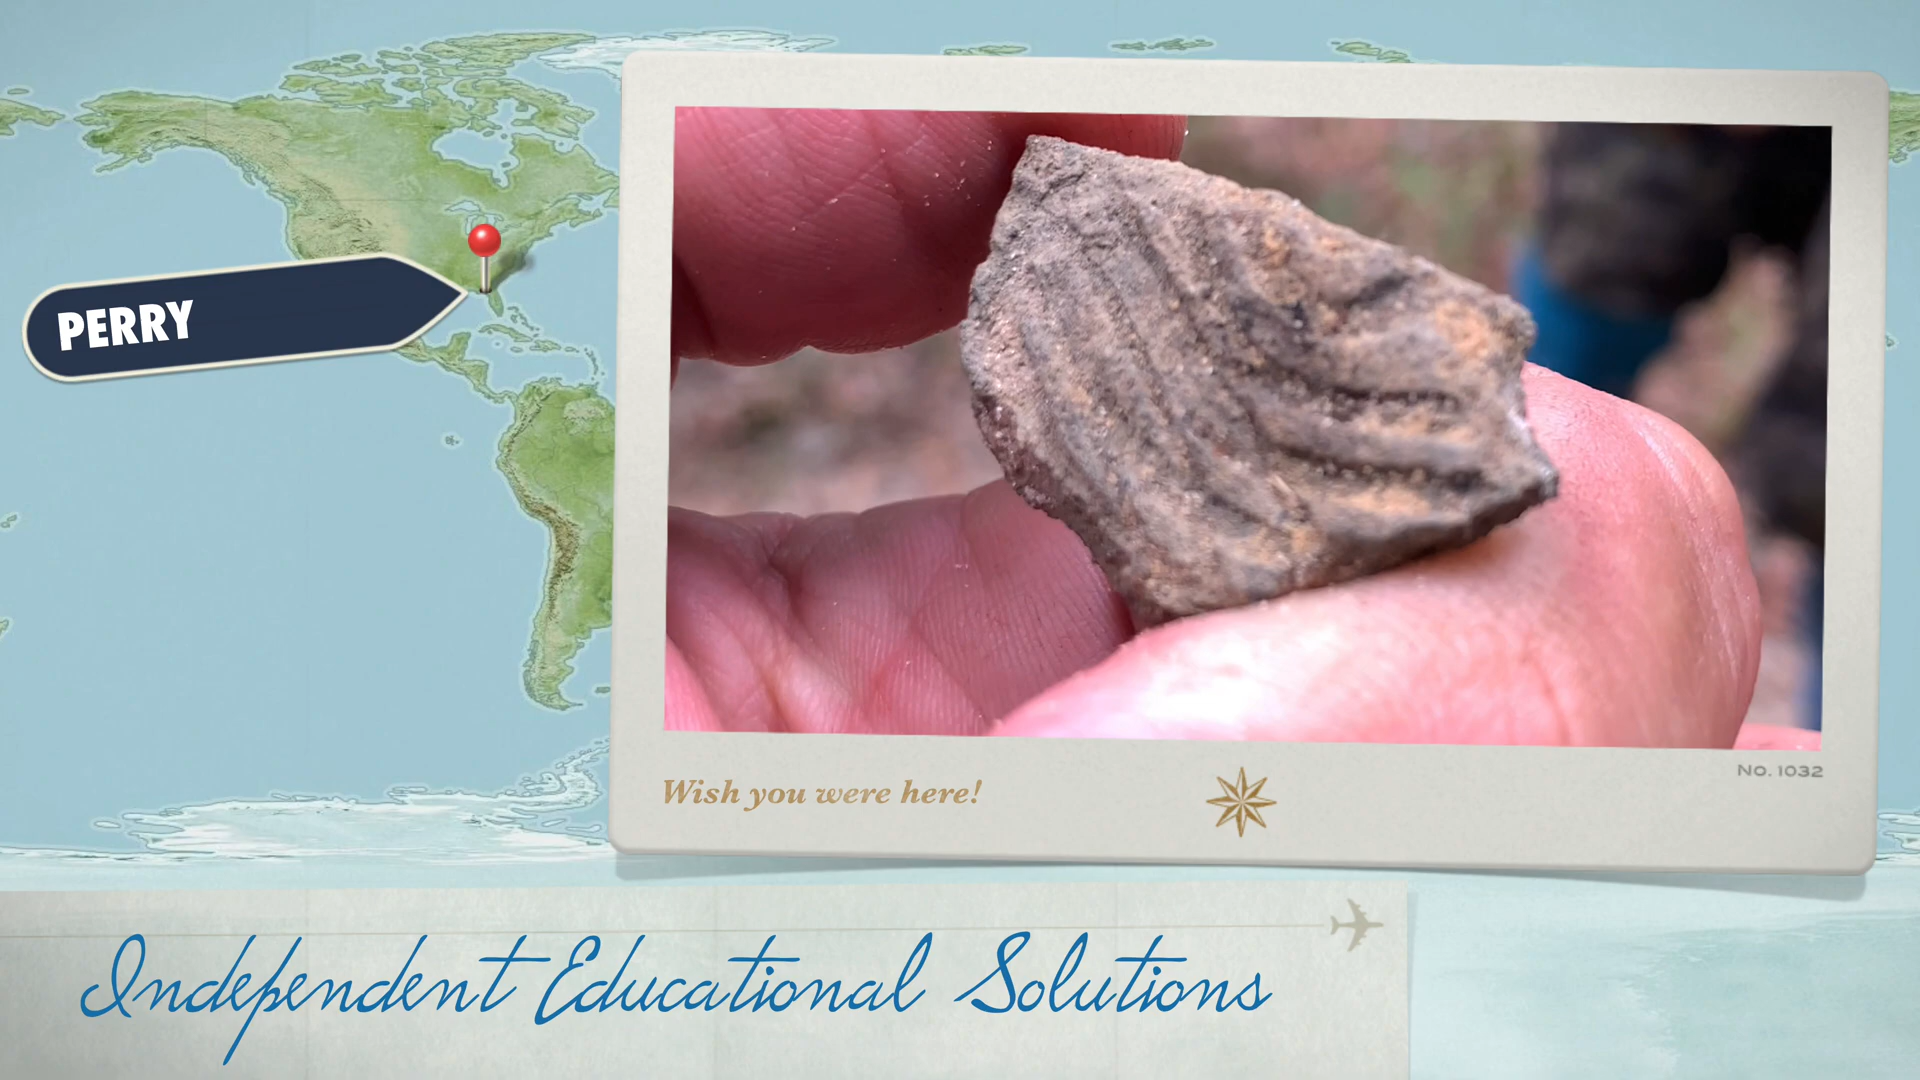 PERRY
Wish you were here!
NO. 1032
Independent Educational Solutions